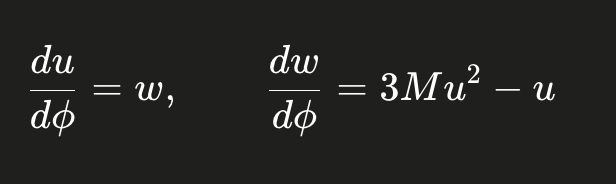 du/dϕ = w, dw/dϕ = 3Mu² − u